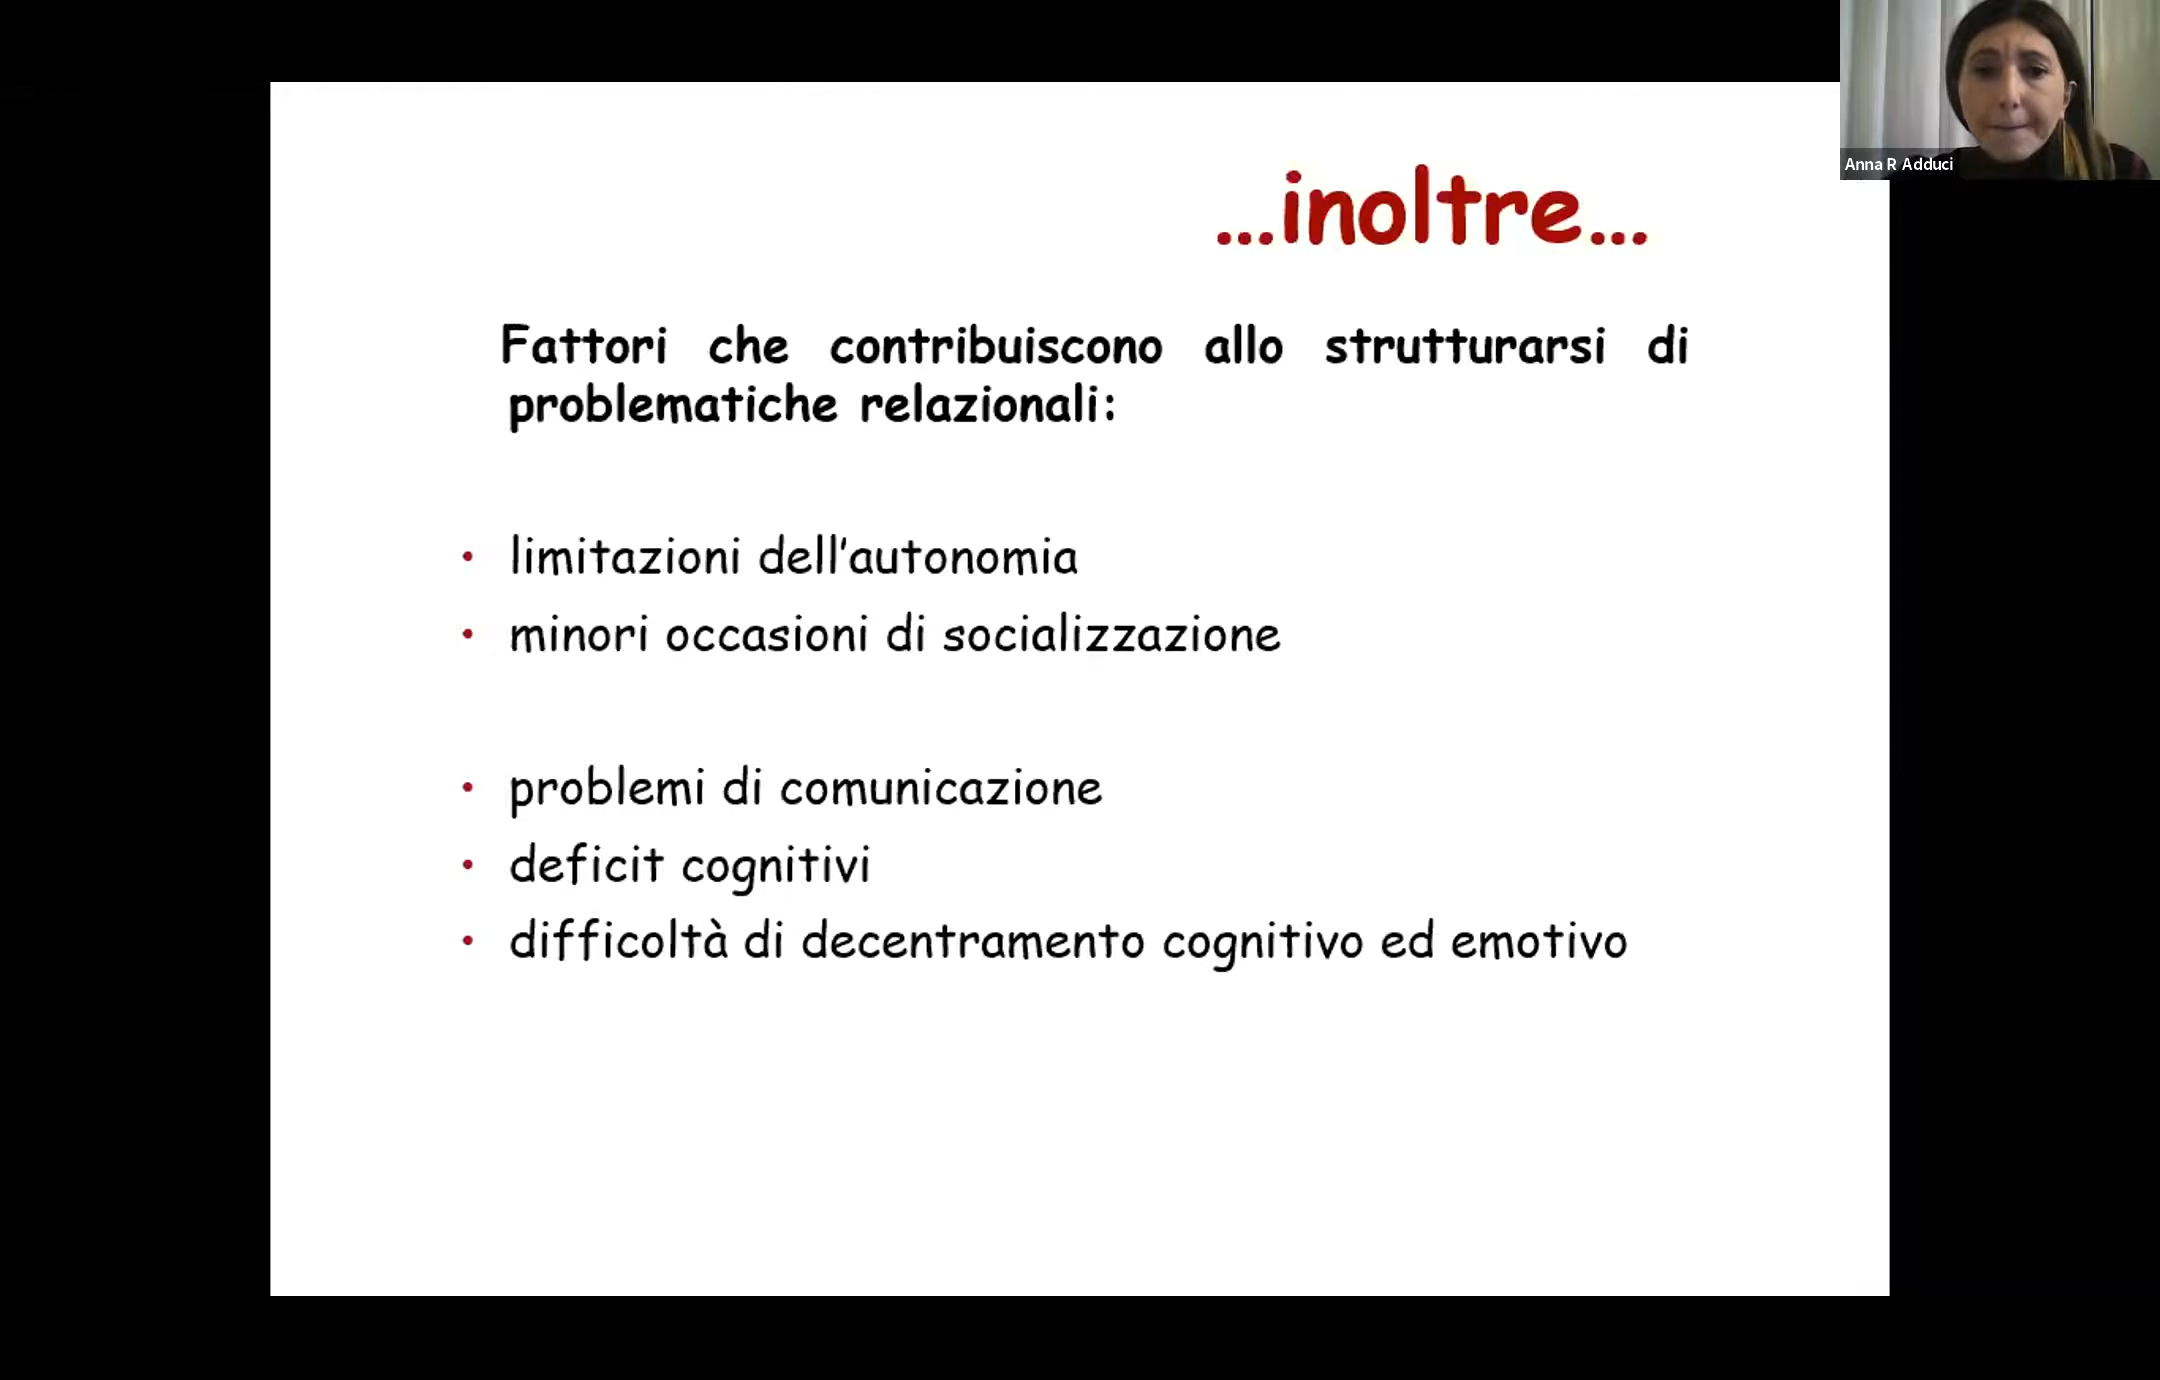 Anna R Adduci
...inoltre...
Fattori che contribuiscono allo strutturarsi di
problematiche relazionali:
• limitazioni dell'autonomia
• minori occasioni di socializzazione
• problemi di comunicazione
• deficit cognitivi
• difficoltà di decentramento cognitivo ed emotivo